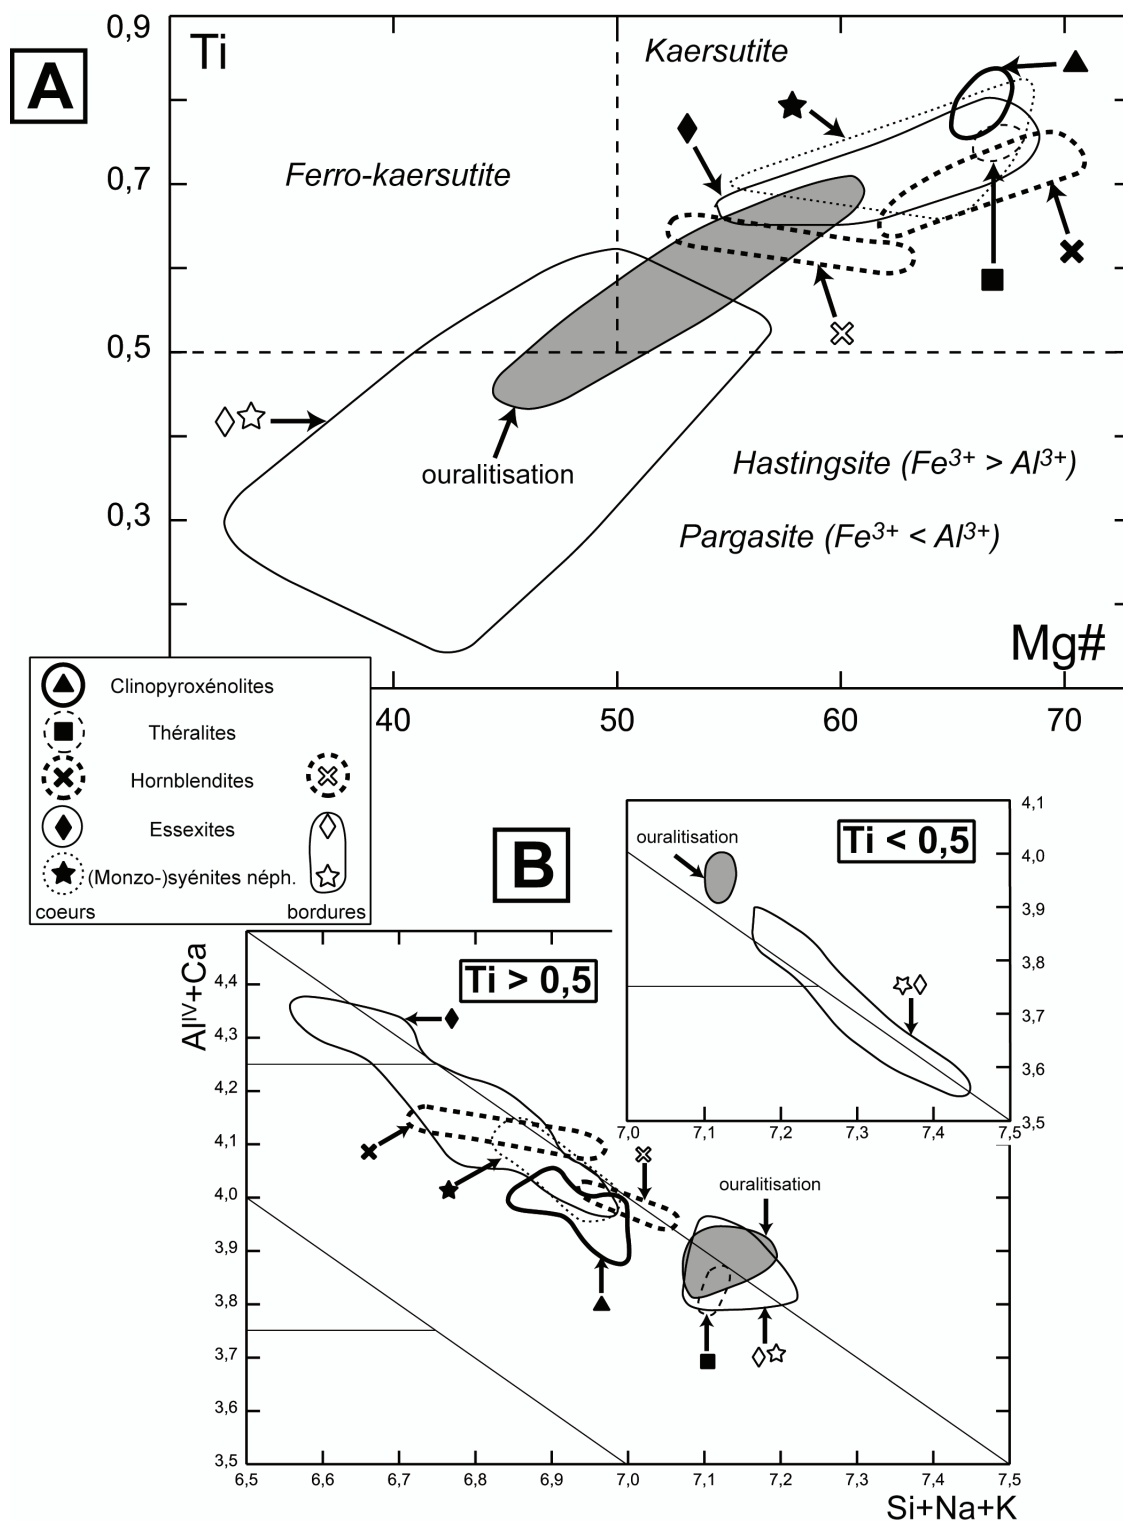 A
Ti
0,9
0,7
0,5
0,3
Kaersutite
Ferro-kaersutite
ouralitisation
Hastingsite (Fe3+ > Al3+)
Pargasite (Fe3+ < Al3+)
Mg#
40
50
60
70
Clinopyroxénolites
Théralites
Hornblendites
Essexites
(Monzo-)syénites néph.
coeurs
bordures
B
Ti < 0,5
ouralitisation
4,1
4,0
3,9
3,8
3,7
3,6
3,5
7,0
7,1
7,2
7,3
7,4
7,5
Ti > 0,5
AlIV+Ca
4,4
4,3
4,2
4,1
4,0
3,9
3,8
3,7
3,6
3,5
ouralitisation
6,5
6,6
6,7
6,8
6,9
7,0
7,1
7,2
7,3
7,4
7,5
Si+Na+K